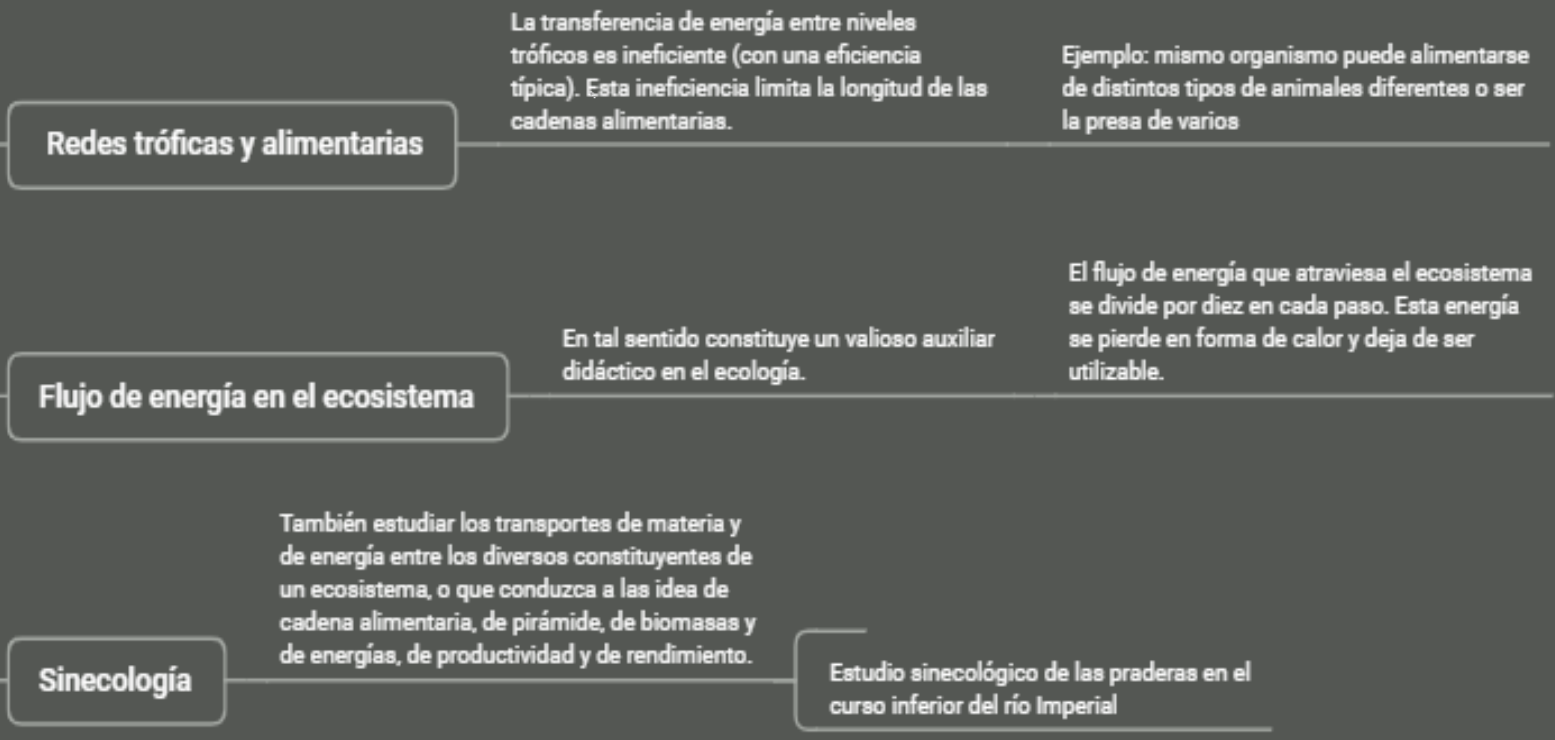 La transferencia de energía entre niveles
tróficos es ineficiente (con una eficiencia
típica). Esta ineficiencia limita la longitud de las
cadenas alimentarias.
Ejemplo: mismo organismo puede alimentarse
de distintos tipos de animales diferentes o ser
la presa de varios
Redes tróficas y alimentarias
El flujo de energía que atraviesa el ecosistema
se divide por diez en cada paso. Esta energía
se pierde en forma de calor y deja de ser
utilizable.
En tal sentido constituye un valioso auxiliar
didáctico en el ecología.
Flujo de energía en el ecosistema
También estudiar los transportes de materia y
de energía entre los diversos constituyentes de
un ecosistema, o que conduzca a las idea de
cadena alimentaria, de pirámide, de biomasas y
de energías, de productividad y de rendimiento.
Sinecología
Estudio sinecológico de las praderas en el
curso inferior del río Imperial